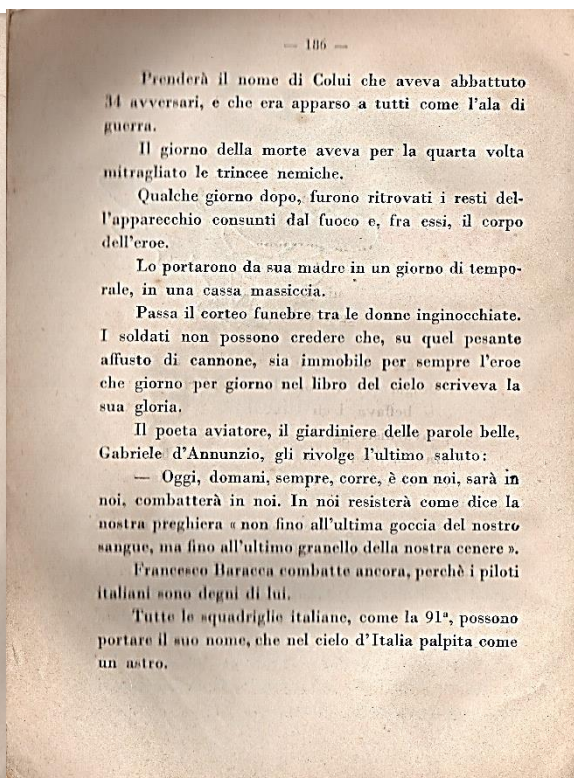 — 186 —
Prenderà il nome di Colui che aveva abbattuto
34 avversari, e che era apparso a tutti come l'ala di
guerra.
Il giorno della morte aveva per la quarta volta
mitragliato le trincee nemiche.
Qualche giorno dopo, furono ritrovati i resti del-
l'apparecchio consunti dal fuoco e, fra essi, il corpo
dell'eroe.
Lo portarono da sua madre in un giorno di tempo-
rale, in una cassa massiccia.
Passa il corteo funebre tra le donne inginocchiate.
I soldati non possono credere che, su quel pesante
affusto di cannone, sia immobile per sempre l'eroe
che giorno per giorno nel libro del cielo scriveva la
sua gloria.
Il poeta aviatore, il giardiniere delle parole belle,
Gabriele d'Annunzio, gli rivolge l'ultimo saluto:
— Oggi, domani, sempre, corre, è con noi, sarà in
noi, combatterà in noi. In noi resisterà come dice la
nostra preghiera « non fino all'ultima goccia del nostro
sangue, ma fino all'ultimo granello della nostra cenere ».
Francesco Baracca combatte ancora, perchè i piloti
italiani sono degni di lui.
Tutte le squadriglie italiane, come la 91ª, possono
portare il suo nome, che nel cielo d'Italia palpita come
un astro.